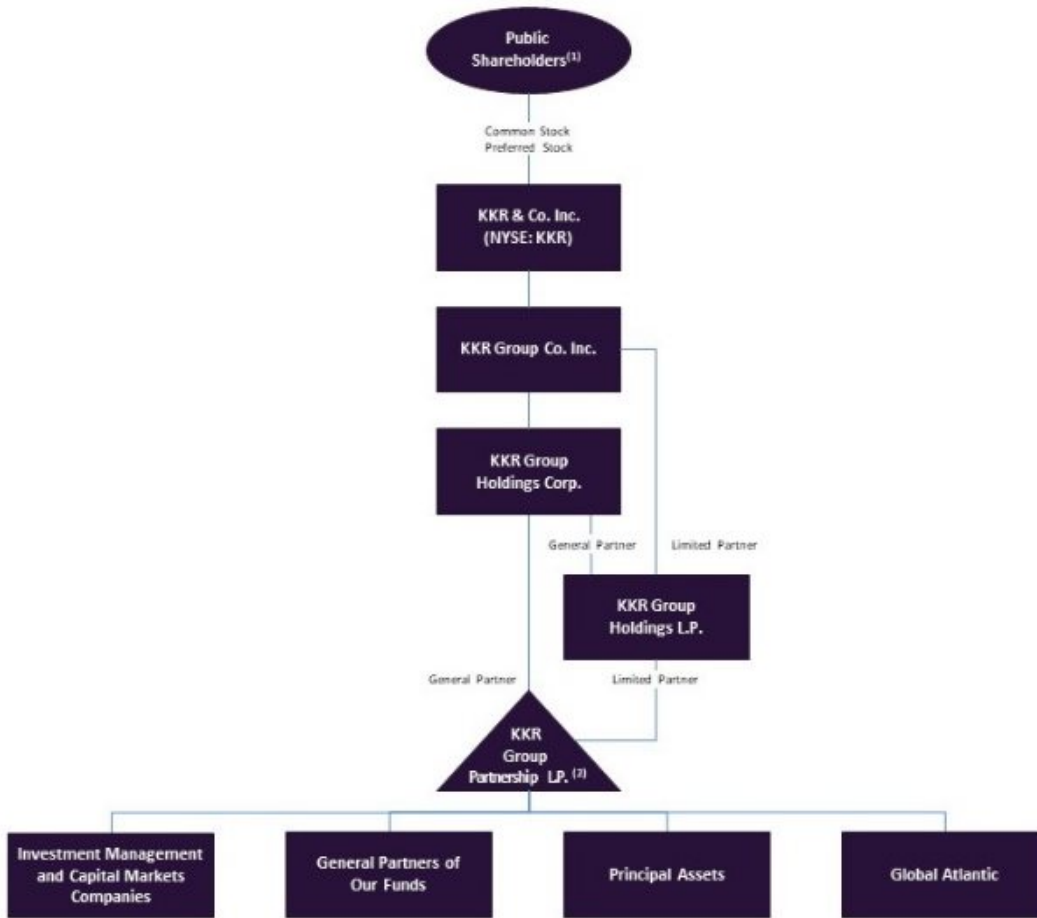 Public
Shareholders(1)
Common Stock
Preferred Stock
KKR & Co. Inc.
(NYSE: KKR)
KKR Group Co. Inc.
KKR Group
Holdings Corp.
General Partner
Limited Partner
KKR Group
Holdings L.P.
General Partner
Limited Partner
KKR
Group
Partnership L.P. (2)
Investment Management
and Capital Markets
Companies
General Partners of
Our Funds
Principal Assets
Global Atlantic